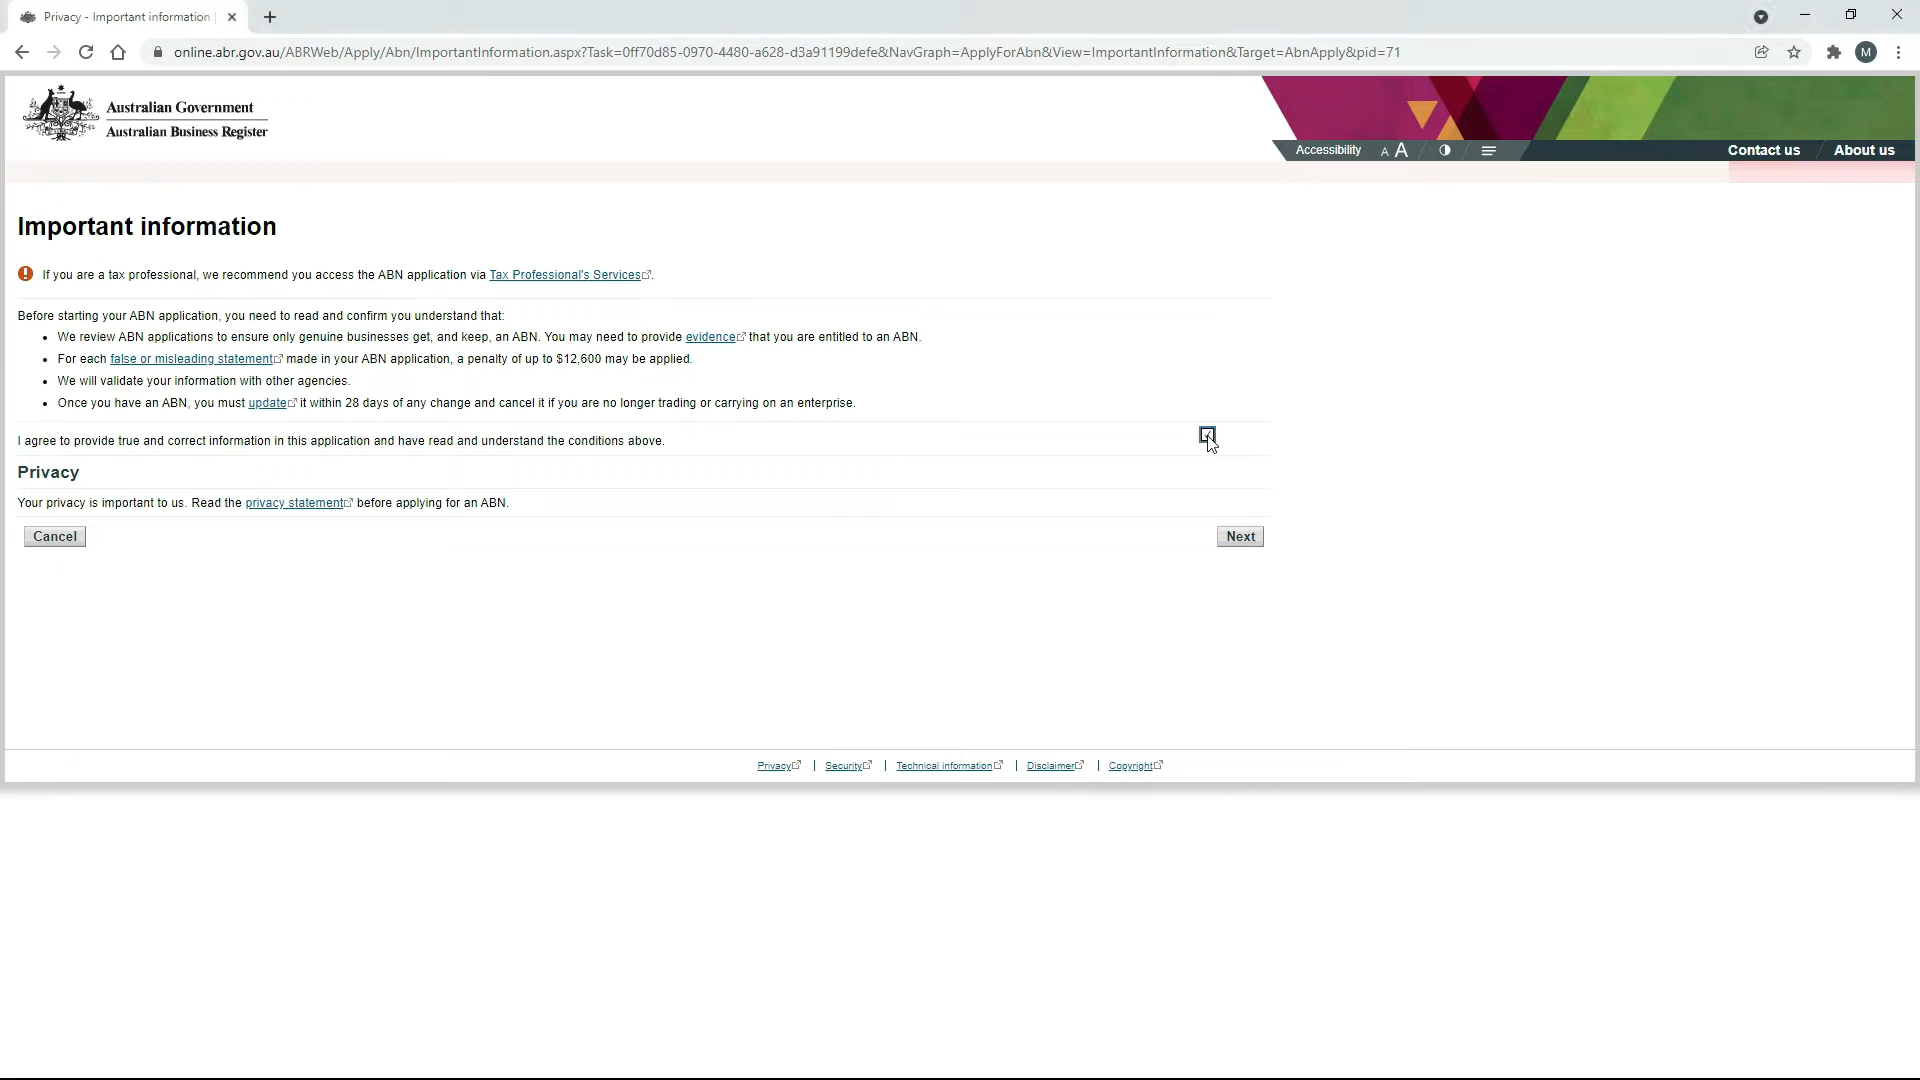 Privacy - Important information
online.abr.gov.au/ABRWeb/Apply/Abn/ImportantInformation.aspx?Task=0ff70d85-0970-4480-a628-d3a91199defe&NavGraph=ApplyForAbn&View=ImportantInformation&Target=AbnApply&pid=71
M
Australian Government
Australian Business Register
Accessibility A A
Contact us
About us
Important information
If you are a tax professional, we recommend you access the ABN application via Tax Professional's Services.
Before starting your ABN application, you need to read and confirm you understand that:
• We review ABN applications to ensure only genuine businesses get, and keep, an ABN. You may need to provide evidence that you are entitled to an ABN.
• For each false or misleading statement made in your ABN application, a penalty of up to $12,600 may be applied.
• We will validate your information with other agencies.
• Once you have an ABN, you must update it within 28 days of any change and cancel it if you are no longer trading or carrying on an enterprise.
I agree to provide true and correct information in this application and have read and understand the conditions above.
Privacy
Your privacy is important to us. Read the privacy statement before applying for an ABN.
Cancel
Next
Privacy | Security | Technical information | Disclaimer | Copyright